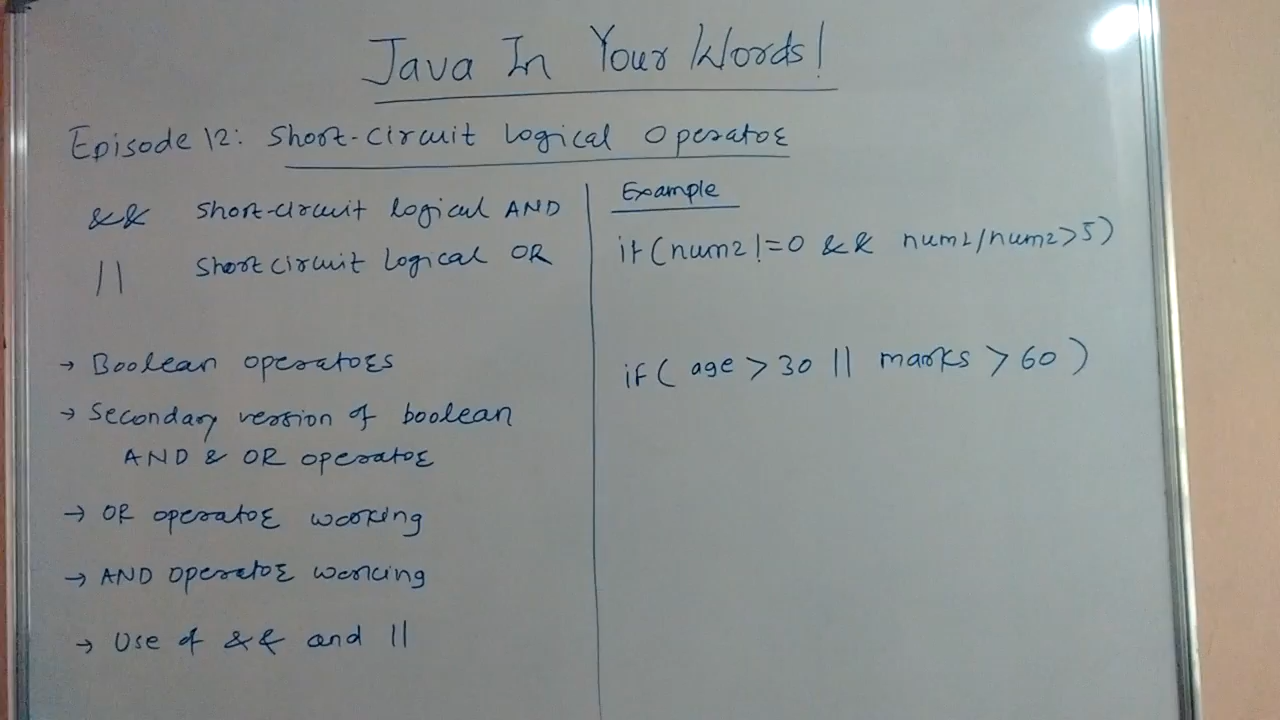 Java In Your Words!
Episode 12: Short-circuit Logical Operator
&& Short-circuit logical AND
|| Short circuit Logical OR
→ Boolean operators
→ Secondary version of boolean
AND & OR operator
→ OR operator working
→ AND operator working
→ Use of && and ||
Example
if(num2!=0 && num1/num2>5)
if( age > 30 || marks > 60 )